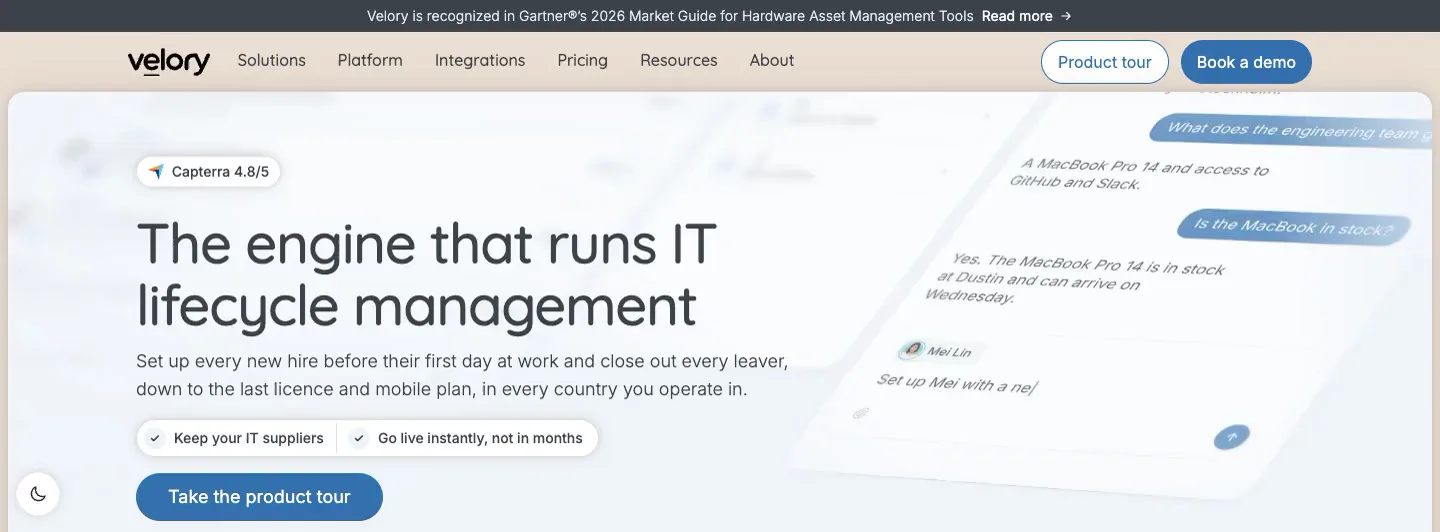 Velory is recognized in Gartner®'s 2026 Market Guide for Hardware Asset Management Tools Read more →
velory Solutions Platform Integrations Pricing Resources About Product tour Book a demo
What does the engineering team g
Capterra 4.8/5
A MacBook Pro 14 and access to
GitHub and Slack.
The engine that runs IT
lifecycle management
Is the MacBook in stock?
Yes. The MacBook Pro 14 is in stock
at Dustin and can arrive on
Wednesday.
Set up every new hire before their first day at work and close out every leaver,
down to the last licence and mobile plan, in every country you operate in.
Mei Lin
Set up Mei with a ne
Keep your IT suppliers
Go live instantly, not in months
Take the product tour